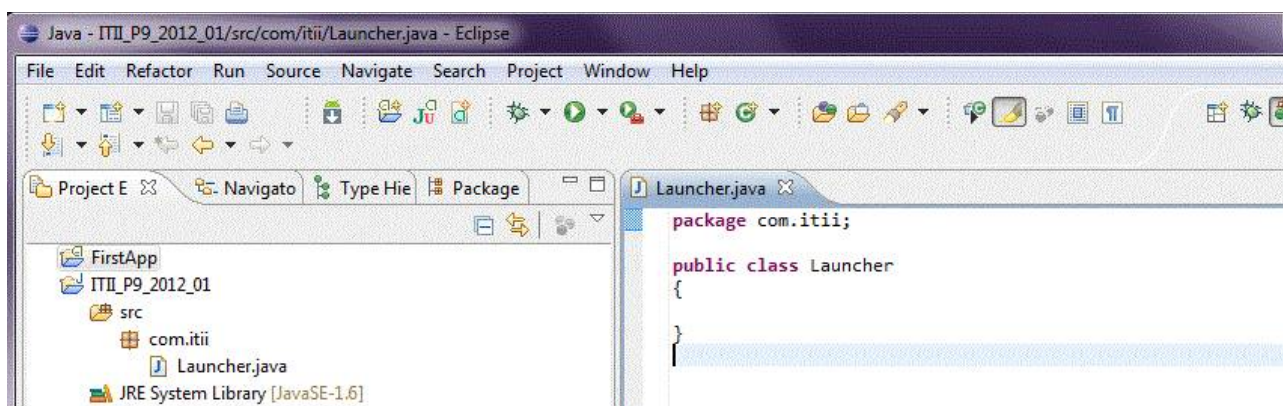 Java - ITII_P9_2012_01/src/com/itii/Launcher.java - Eclipse
File Edit Refactor Run Source Navigate Search Project Window Help
Project E Navigato Type Hie Package
Launcher.java
FirstApp
ITII_P9_2012_01
src
com.itii
Launcher.java
JRE System Library [JavaSE-1.6]
package com.itii;
public class Launcher
{
}